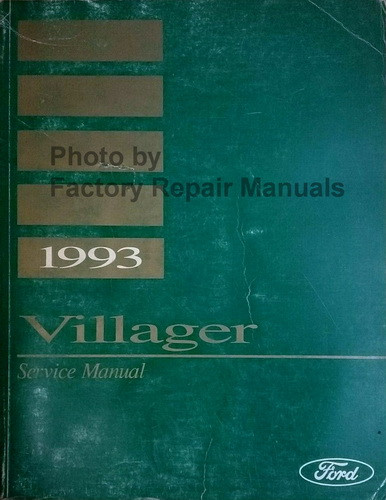 Photo by
Factory Repair Manuals
1993
Villager
Service Manual
Ford